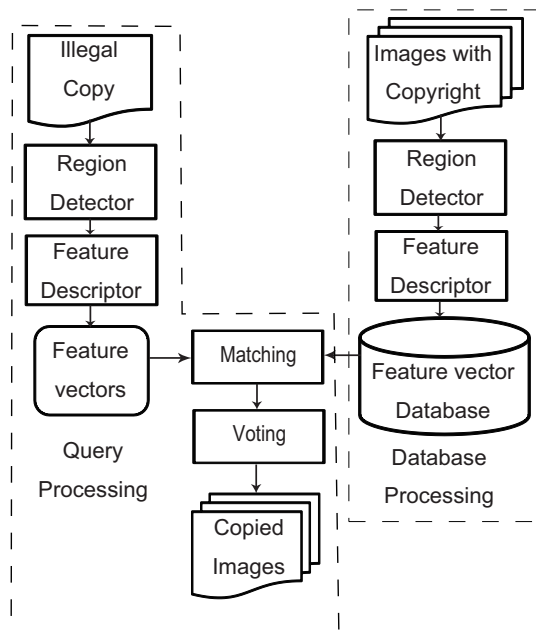 Illegal
Copy
Region
Detector
Feature
Descriptor
Feature
vectors
Query
Processing
Matching
Voting
Copied
Images
Images with
Copyright
Region
Detector
Feature
Descriptor
Feature vector
Database
Database
Processing